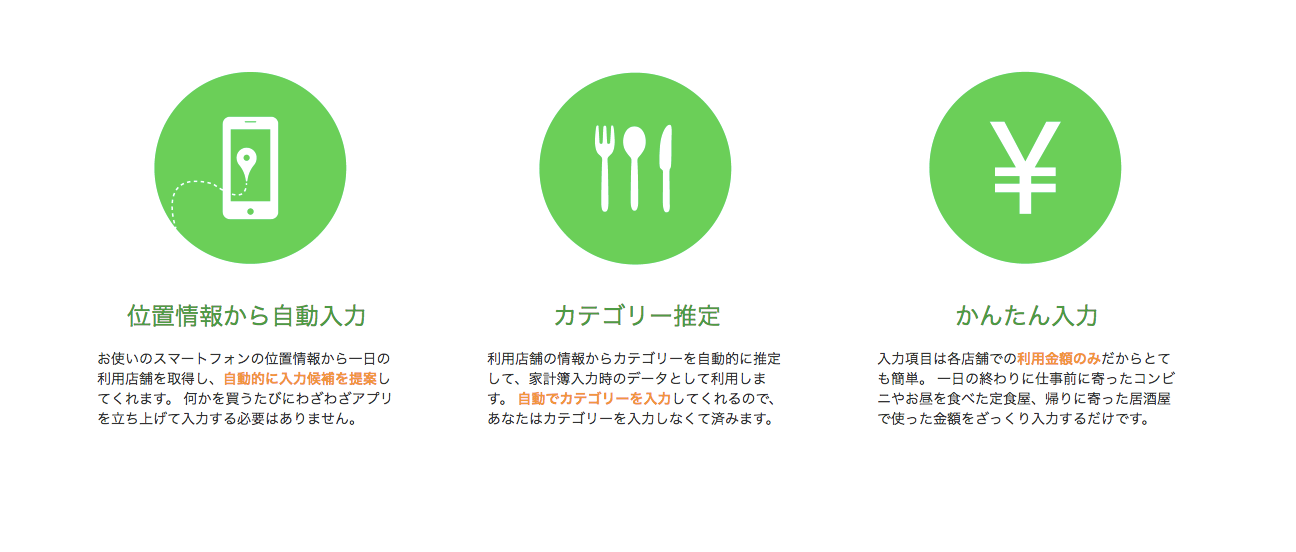 位置情報から自動入力
お使いのスマートフォンの位置情報から一日の
利用店舗を取得し、自動的に入力候補を提案し
てくれます。 何かを買うたびにわざわざアプリ
を立ち上げて入力する必要はありません。
カテゴリー推定
利用店舗の情報からカテゴリーを自動的に推定
して、家計簿入力時のデータとして利用しま
す。 自動でカテゴリーを入力してくれるので、
あなたはカテゴリーを入力しなくて済みます。
¥
かんたん入力
入力項目は各店舗での利用金額のみだからとて
も簡単。 一日の終わりに仕事前に寄ったコンビ
ニやお昼を食べた定食屋、帰りに寄った居酒屋
で使った金額をざっくり入力するだけです。